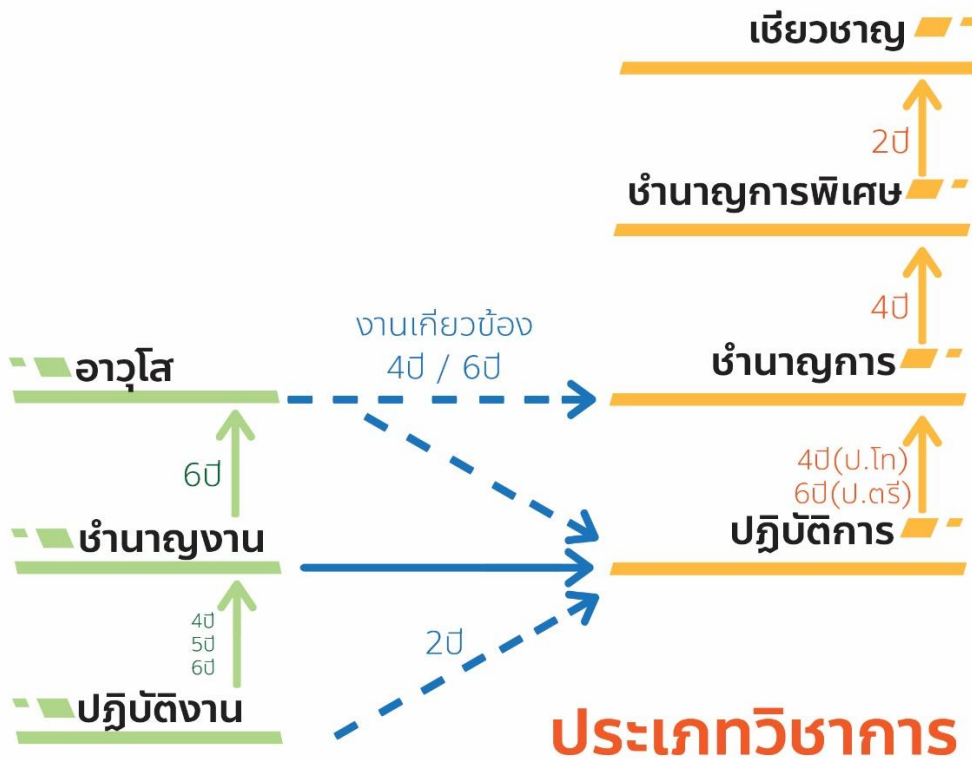 เชียวชาญ
2ปี
ชำนาญการพิเศษ
4ปี
งานเกียวข้อง
4ปี / 6ปี
อาวุโส
ชำนาญการ
6ปี
4ปี(ป.โท)
6ปี(ป.ตรี)
ชำนาญงาน
ปฏิบัติการ
4ปี
5ปี
6ปี
2ปี
ปฏิบัติงาน
ประเภทวิชาการ